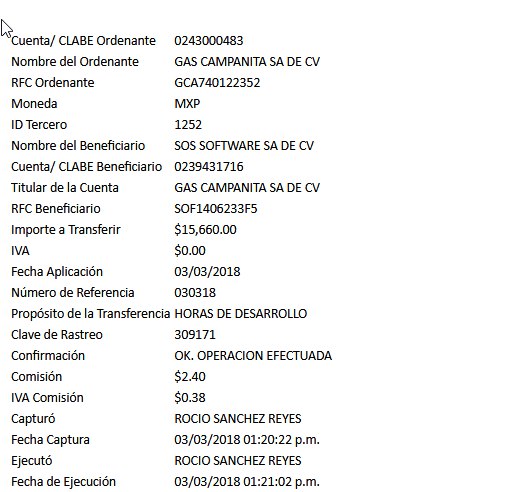 Cuenta/ CLABE Ordenante 0243000483
Nombre del Ordenante GAS CAMPANITA SA DE CV
RFC Ordenante GCA740122352
Moneda MXP
ID Tercero 1252
Nombre del Beneficiario SOS SOFTWARE SA DE CV
Cuenta/ CLABE Beneficiario 0239431716
Titular de la Cuenta GAS CAMPANITA SA DE CV
RFC Beneficiario SOF1406233F5
Importe a Transferir $15,660.00
IVA $0.00
Fecha Aplicación 03/03/2018
Número de Referencia 030318
Propósito de la Transferencia HORAS DE DESARROLLO
Clave de Rastreo 309171
Confirmación OK. OPERACION EFECTUADA
Comisión $2.40
IVA Comisión $0.38
Capturó ROCIO SANCHEZ REYES
Fecha Captura 03/03/2018 01:20:22 p.m.
Ejecutó ROCIO SANCHEZ REYES
Fecha de Ejecución 03/03/2018 01:21:02 p.m.